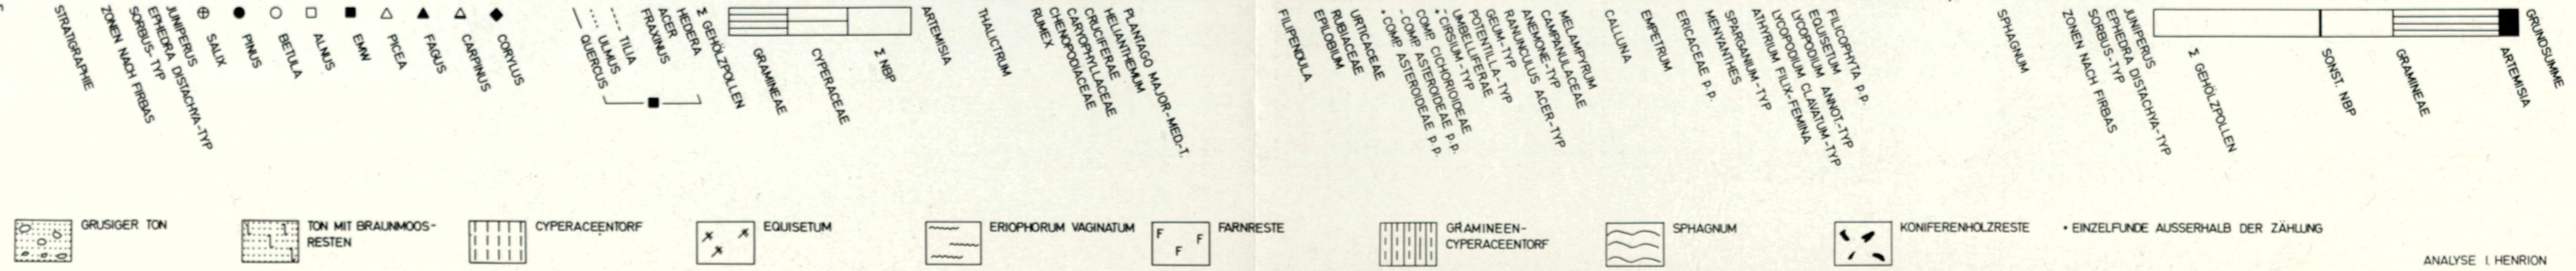 STRATIGRAPHIE
ZONEN NACH FIRBAS
SORBUS-TYP
EPHEDRA DISTACHYA-TYP
JUNIPERUS
SALIX
PINUS
BETULA
ALNUS
EMW
PICEA
FAGUS
CARPINUS
CORYLUS
QUERCUS
ULMUS
TILIA
FRAXINUS
ACER
HEDERA
Σ GEHÖLZPOLLEN
GRAMINEAE
CYPERACEAE
Σ NBP
ARTEMISIA
THALICTRUM
RUMEX
CHENOPODIACEAE
CARYOPHYLLACEAE
CRUCIFERAE
HELIANTHEMUM
PLANTAGO MAJOR-MED.-T.
FILIPENDULA
EPILOBIUM
RUBIACEAE
URTICACEAE
• COMP. ASTEROIDEAE p.p.
- COMP. ASTEROIDEAE p.p.
COMP. CICHORIOIDEAE
• CIRSIUM-TYP
UMBELLIFERAE
POTENTILLA-TYP
GEUM-TYP
RANUNCULUS ACER-TYP
ANEMONE-TYP
CAMPANULACEAE
MELAMPYRUM
CALLUNA
EMPETRUM
ERICACEAE p.p.
MENYANTHES
SPARGANIUM-TYP
ATHYRIUM FILIX-FEMINA
LYCOPODIUM CLAVATUM-TYP
LYCOPODIUM ANNOT.-TYP
EQUISETUM
FILICOPHYTA p.p.
SPHAGNUM
ZONEN NACH FIRBAS
SORBUS-TYP
EPHEDRA DISTACHYA-TYP
JUNIPERUS
Σ GEHÖLZPOLLEN
SONST. NBP
GRAMINEAE
ARTEMISIA
GRUNDSUMME
GRUSIGER TON
TON MIT BRAUNMOOS-
RESTEN
CYPERACEENTORF
EQUISETUM
ERIOPHORUM VAGINATUM
F F F
FARNRESTE
GRAMINEEN-
CYPERACEENTORF
SPHAGNUM
KONIFERENHOLZRESTE
• EINZELFUNDE AUSSERHALB DER ZÄHLUNG
ANALYSE I. HENRION